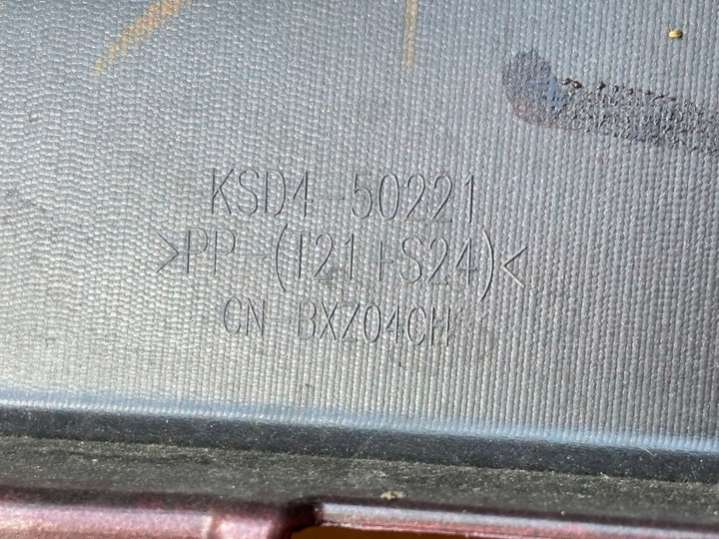 KSD4-50221
>PP-(T21+S24)<
CN-BXZ04CH